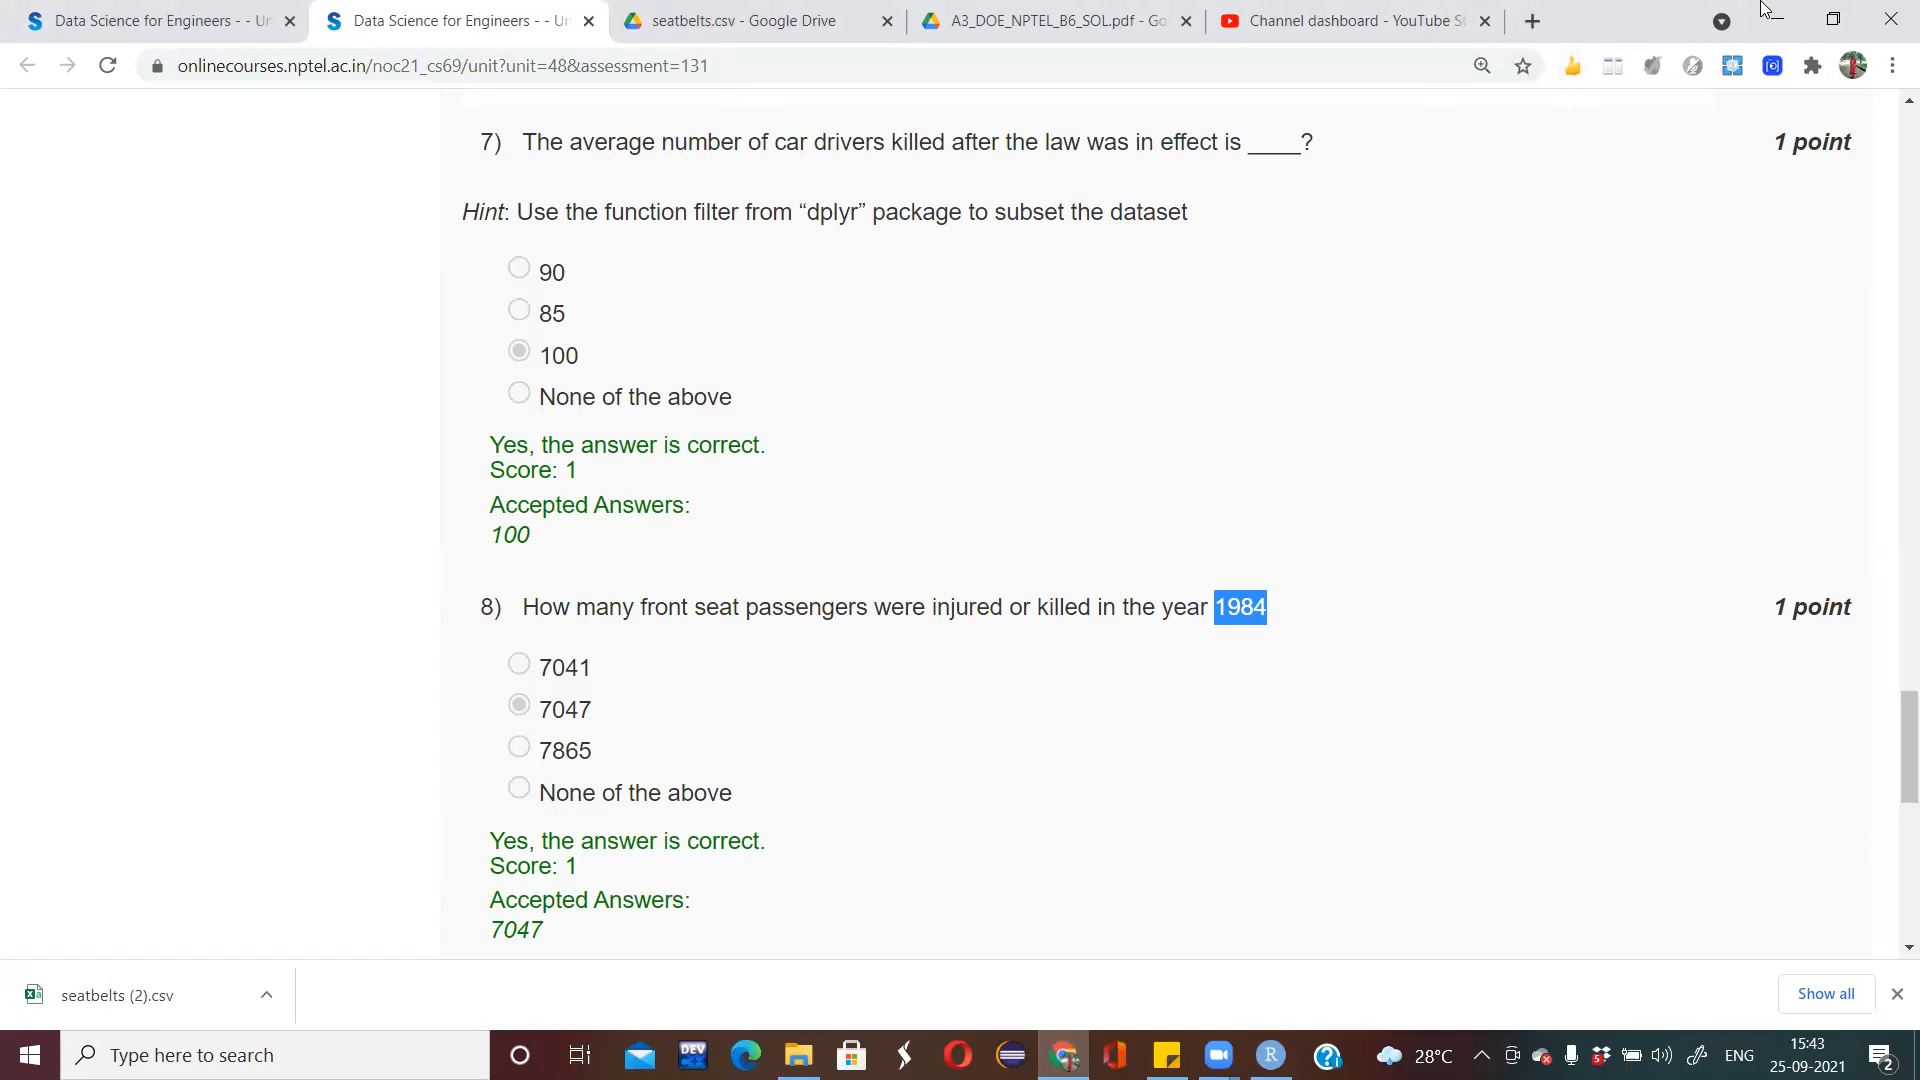 Data Science for Engineers - - Un
Data Science for Engineers - - Un
seatbelts.csv - Google Drive
A3_DOE_NPTEL_B6_SOL.pdf - Go
Channel dashboard - YouTube St
onlinecourses.nptel.ac.in/noc21_cs69/unit?unit=48&assessment=131
7) The average number of car drivers killed after the law was in effect is ____? 1 point
Hint: Use the function filter from “dplyr” package to subset the dataset
90
85
100
None of the above
Yes, the answer is correct.
Score: 1
Accepted Answers:
100
8) How many front seat passengers were injured or killed in the year 1984 1 point
7041
7047
7865
None of the above
Yes, the answer is correct.
Score: 1
Accepted Answers:
7047
seatbelts (2).csv
Show all
Type here to search
DEV
28°C
ENG
15:43
25-09-2021
2